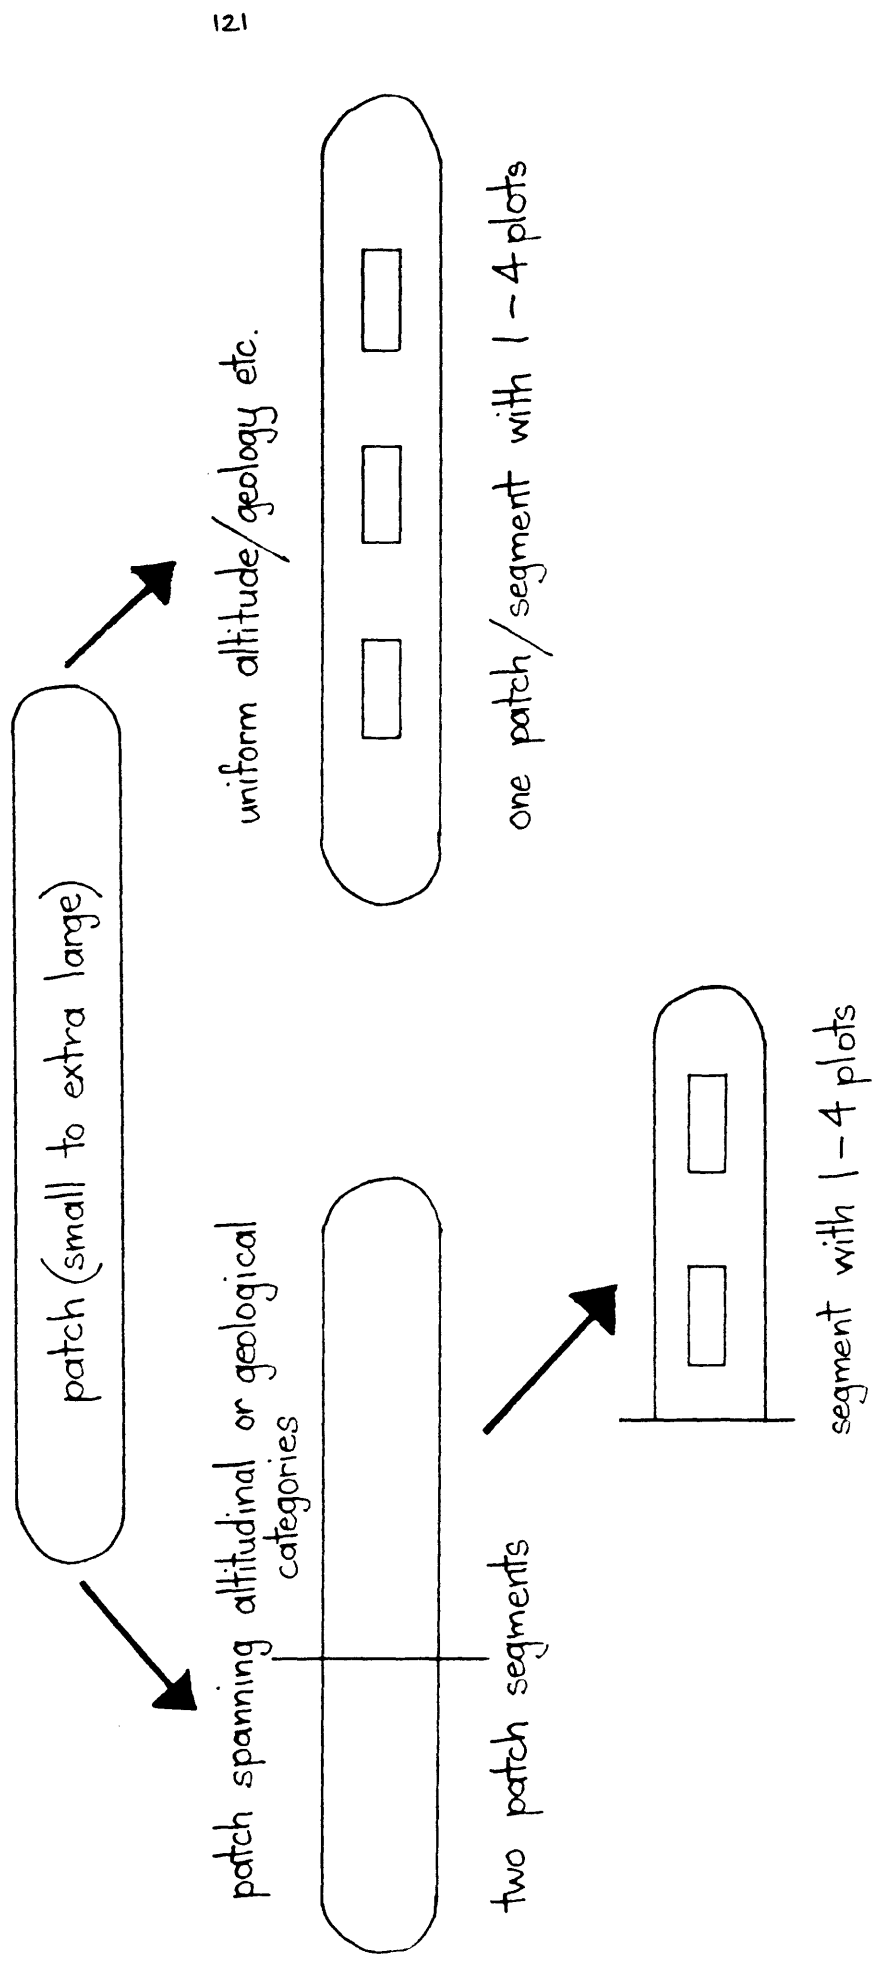 121
patch (small to extra large)
patch spanning altitudinal or geological
categories
two patch segments
uniform altitude/geology etc.
one patch/segment with 1-4 plots
segment with 1-4 plots